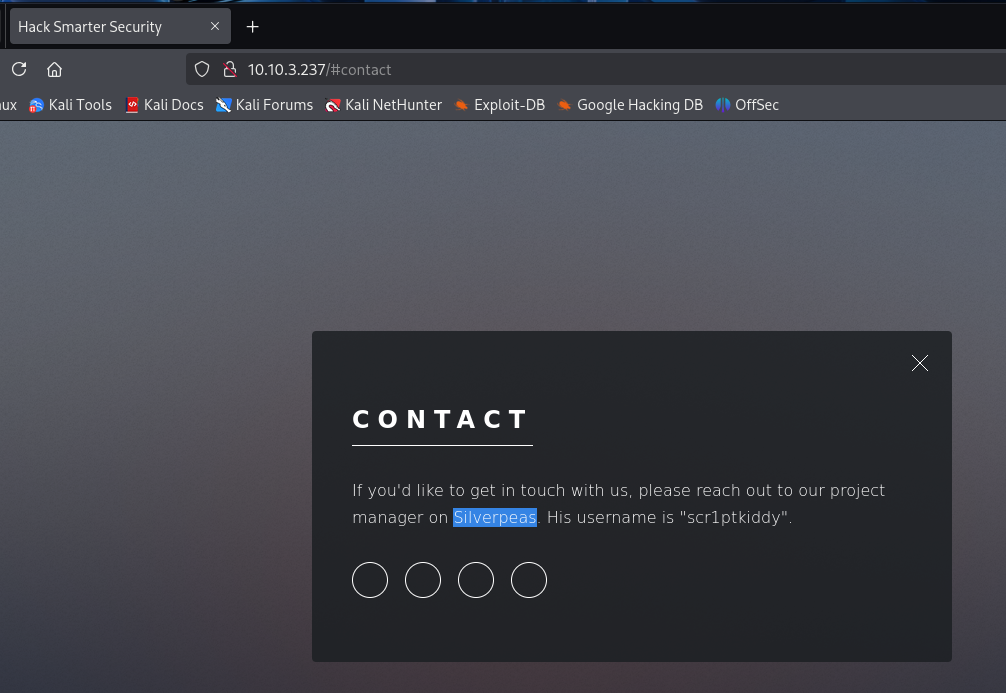 Hack Smarter Security
10.10.3.237/#contact
ux Kali Tools Kali Docs Kali Forums Kali NetHunter Exploit-DB Google Hacking DB OffSec
CONTACT
If you'd like to get in touch with us, please reach out to our project
manager on Silverpeas. His username is "scr1ptkiddy".